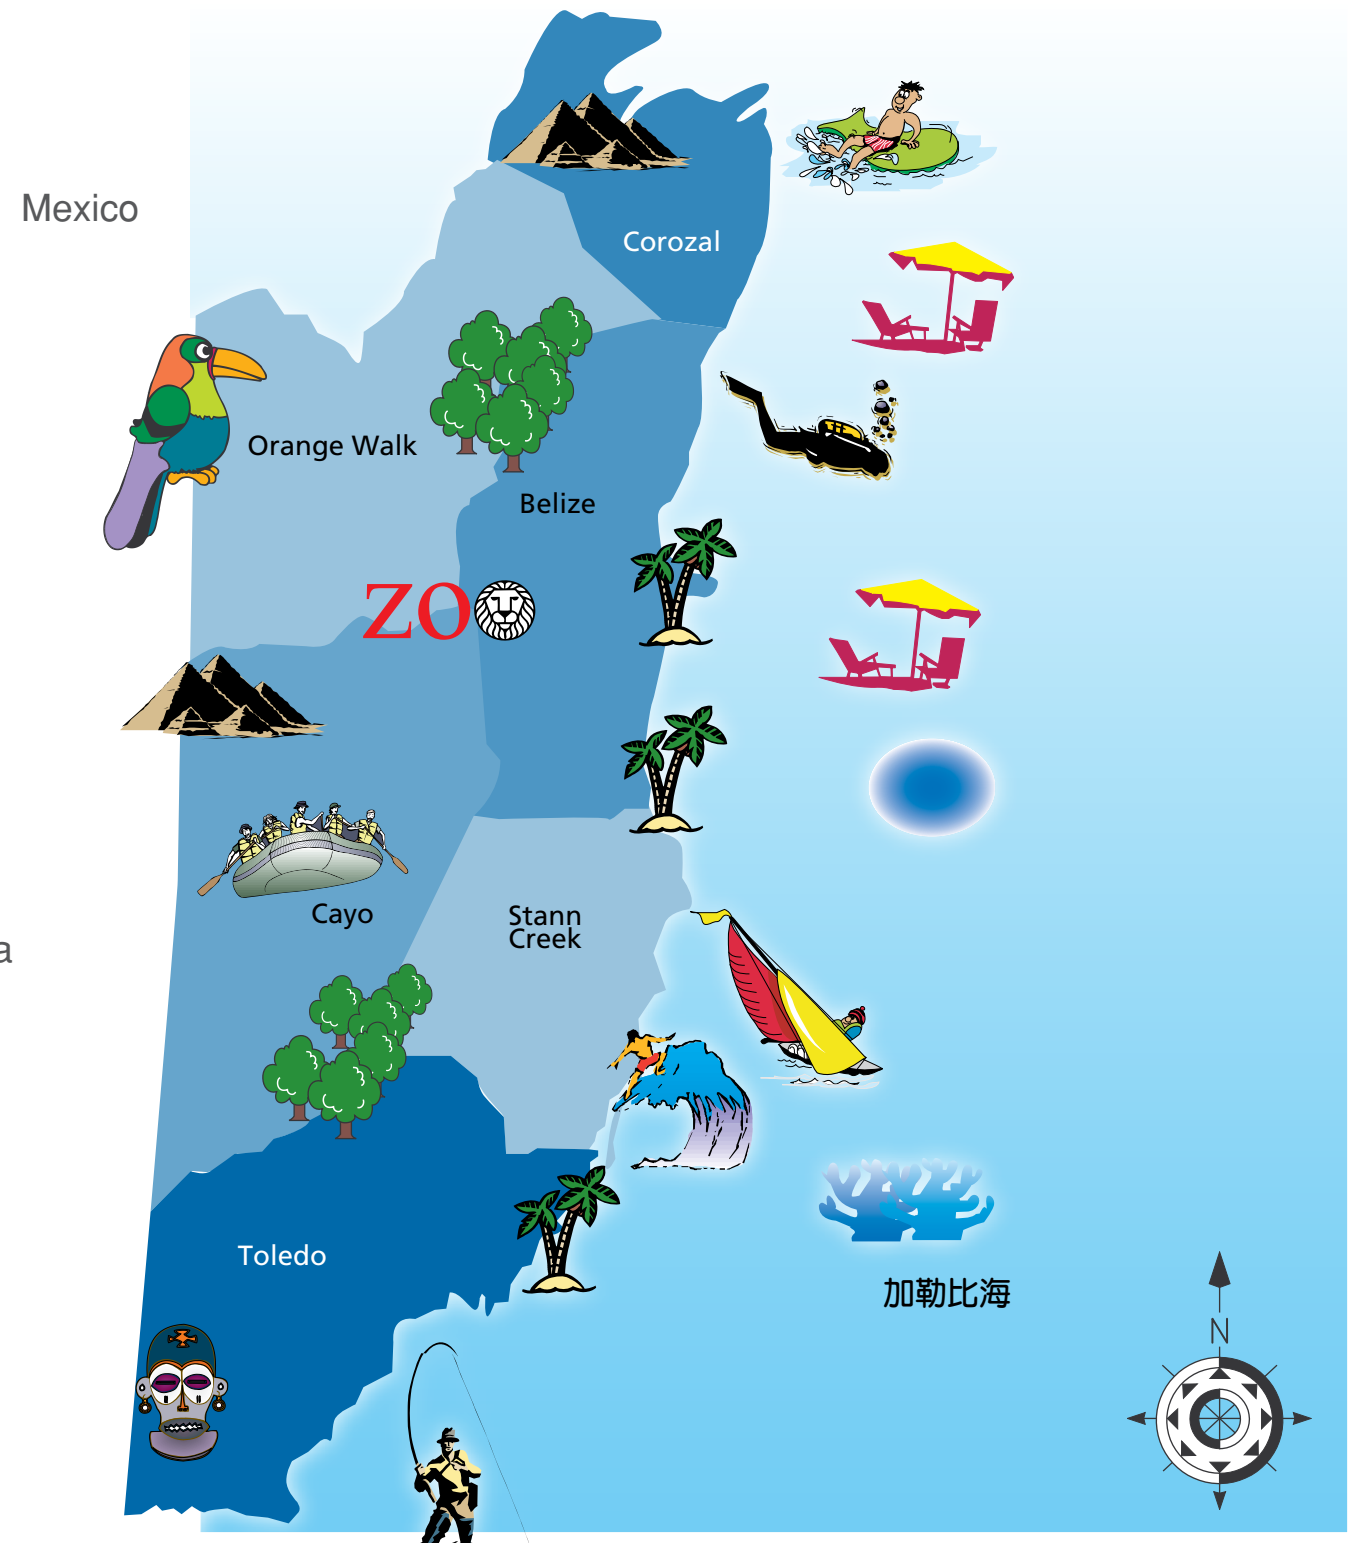 Mexico
Corozal
Orange Walk
Belize
ZO
Cayo
Stann
Creek
a
Toledo
加勒比海
N